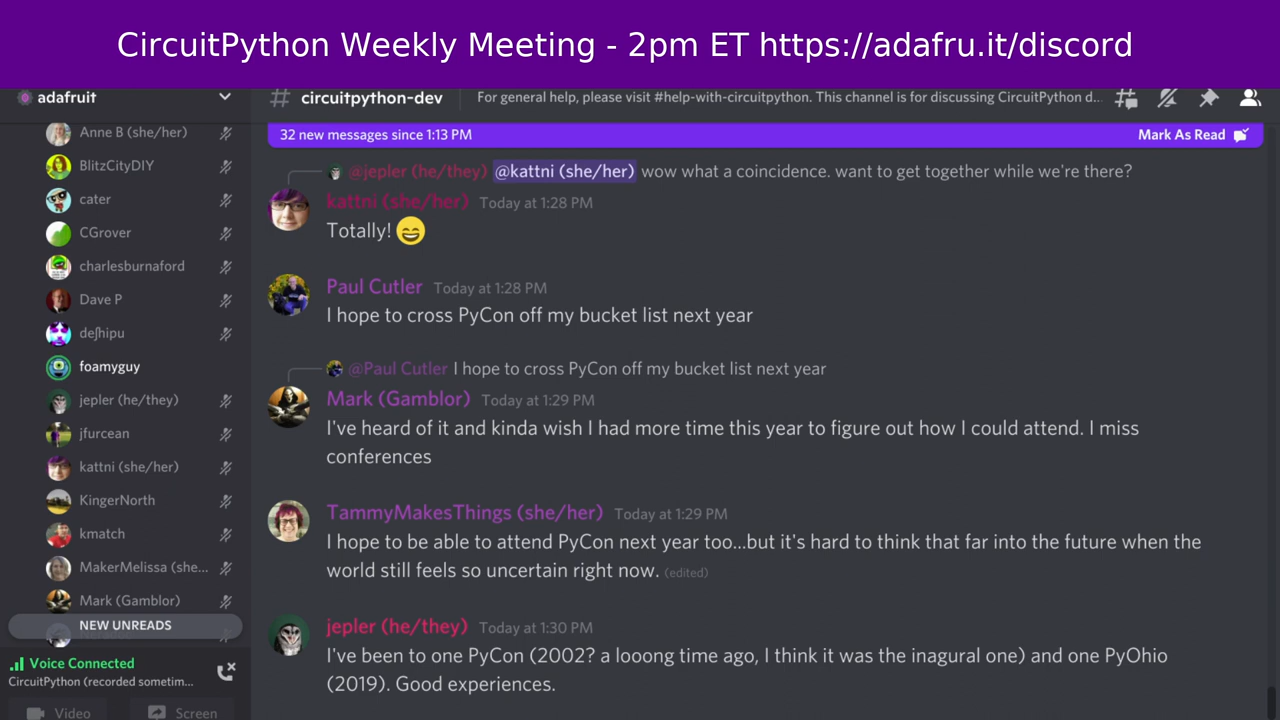 CircuitPython Weekly Meeting - 2pm ET https://adafru.it/discord
adafruit
# circuitpython-dev
For general help, please visit #help-with-circuitpython. This channel is for discussing CircuitPython d...
Anne B (she/her)
BlitzCityDIY
cater
CGrover
charlesburnaford
Dave P
deʃhipu
foamyguy
jepler (he/they)
jfurcean
kattni (she/her)
KingerNorth
kmatch
MakerMelissa (she...
Mark (Gamblor)
NEW UNREADS
Voice Connected
CircuitPython (recorded sometim...
Video
Screen
32 new messages since 1:13 PM
Mark As Read
@jepler (he/they) @kattni (she/her) wow what a coincidence. want to get together while we're there?
kattni (she/her) Today at 1:28 PM
Totally! 😄
Paul Cutler Today at 1:28 PM
I hope to cross PyCon off my bucket list next year
@Paul Cutler I hope to cross PyCon off my bucket list next year
Mark (Gamblor) Today at 1:29 PM
I've heard of it and kinda wish I had more time this year to figure out how I could attend. I miss
conferences
TammyMakesThings (she/her) Today at 1:29 PM
I hope to be able to attend PyCon next year too...but it's hard to think that far into the future when the
world still feels so uncertain right now. (edited)
jepler (he/they) Today at 1:30 PM
I've been to one PyCon (2002? a looong time ago, I think it was the inagural one) and one PyOhio
(2019). Good experiences.